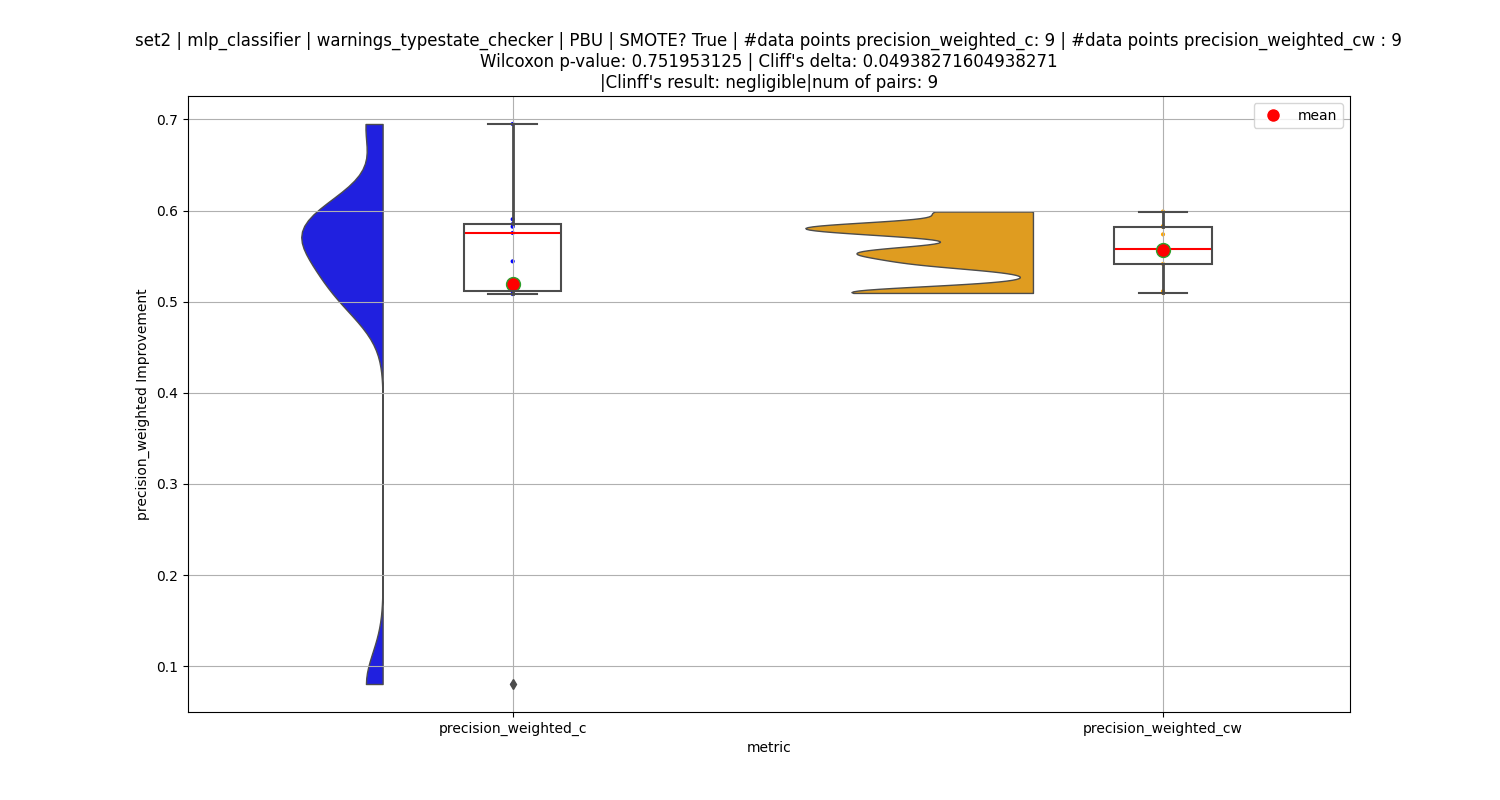 set2 | mlp_classifier | warnings_typestate_checker | PBU | SMOTE? True | #data points precision_weighted_c: 9 | #data points precision_weighted_cw : 9
Wilcoxon p-value: 0.751953125 | Cliff's delta: 0.04938271604938271
|Clinff's result: negligible|num of pairs: 9
mean
0.7
0.6
0.5
0.4
0.3
0.2
0.1
precision_weighted Improvement
precision_weighted_c
precision_weighted_cw
metric